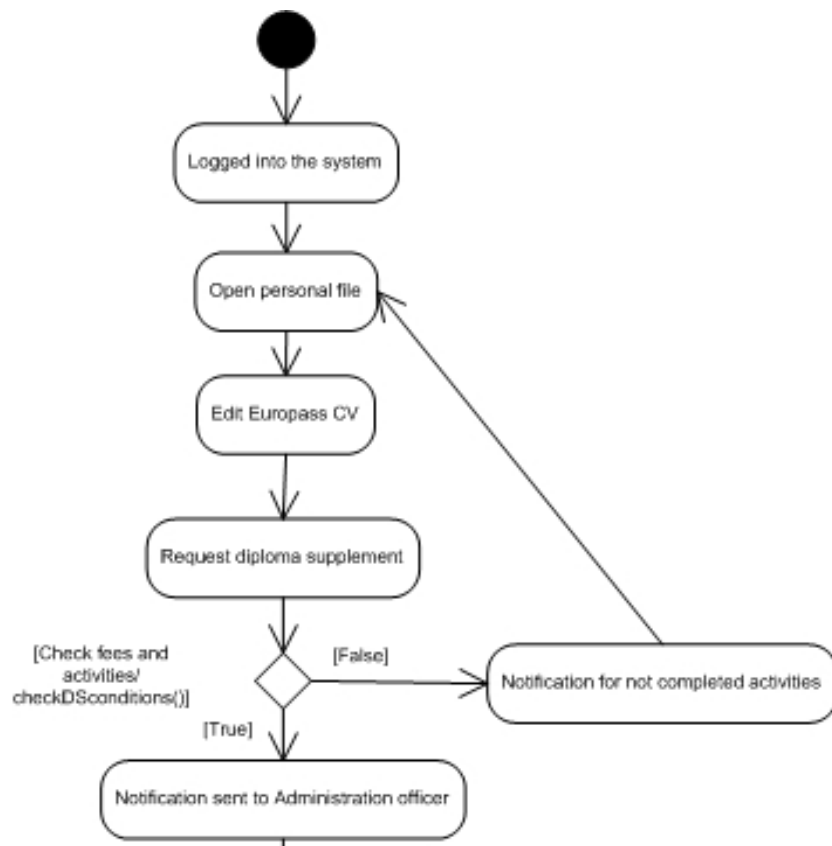 Logged into the system
Open personal file
Edit Europass CV
Request diploma supplement
[Check fees and
activities/
checkDSconditions()]
[False]
Notification for not completed activities
[True]
Notification sent to Administration officer